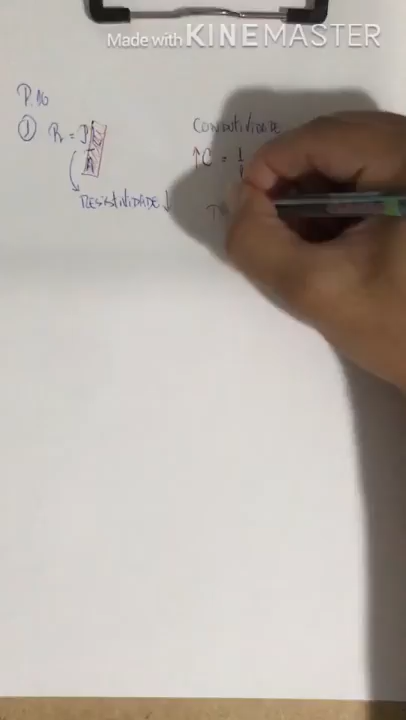 Made with KINEMASTER
P.10
① R = ρ L
A
CONDUTIVIDADE
↑C = 1
RESISTIVIDADE ↓